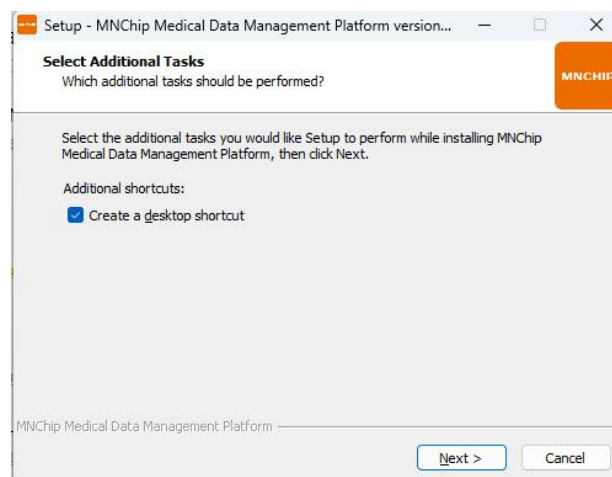 MNCHIP
Setup - MNChip Medical Data Management Platform version...
Select Additional Tasks
Which additional tasks should be performed?
MNCHIP
Select the additional tasks you would like Setup to perform while installing MNChip
Medical Data Management Platform, then click Next.
Additional shortcuts:
Create a desktop shortcut
MNChip Medical Data Management Platform
Next >
Cancel